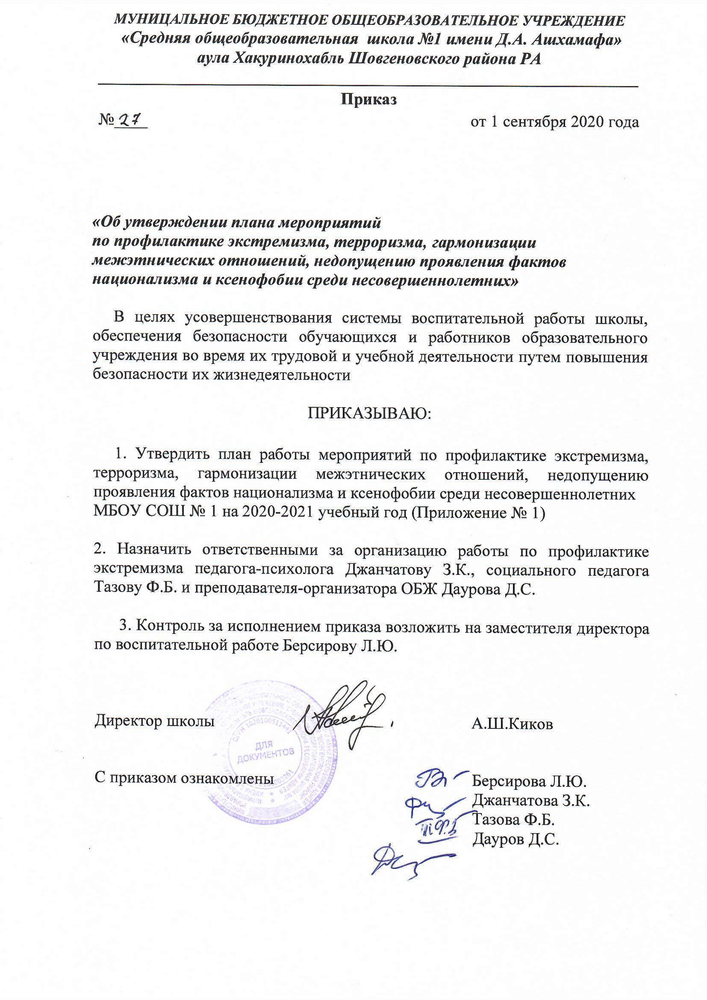 МУНИЦАЛЬНОЕ БЮДЖЕТНОЕ ОБЩЕОБРАЗОВАТЕЛЬНОЕ УЧРЕЖДЕНИЕ
«Средняя общеобразовательная школа №1 имени Д.А. Ашхамафа»
аула Хакуринохабль Шовгеновского района РА
Приказ
№ 27 от 1 сентября 2020 года
«Об утверждении плана мероприятий
по профилактике экстремизма, терроризма, гармонизации
межэтнических отношений, недопущению проявления фактов
национализма и ксенофобии среди несовершеннолетних»
В целях усовершенствования системы воспитательной работы школы,
обеспечения безопасности обучающихся и работников образовательного
учреждения во время их трудовой и учебной деятельности путем повышения
безопасности их жизнедеятельности
ПРИКАЗЫВАЮ:
1. Утвердить план работы мероприятий по профилактике экстремизма,
терроризма, гармонизации межэтнических отношений, недопущению
проявления фактов национализма и ксенофобии среди несовершеннолетних
МБОУ СОШ № 1 на 2020-2021 учебный год (Приложение № 1)
2. Назначить ответственными за организацию работы по профилактике
экстремизма педагога-психолога Джанчатову З.К., социального педагога
Тазову Ф.Б. и преподавателя-организатора ОБЖ Даурова Д.С.
3. Контроль за исполнением приказа возложить на заместителя директора
по воспитательной работе Берсирову Л.Ю.
Директор школы А.Ш.Киков
ОГРН 1020100511441
ДЛЯ
ДОКУМЕНТОВ
С приказом ознакомлены Берсирова Л.Ю.
Джанчатова З.К.
Тазова Ф.Б.
Дауров Д.С.